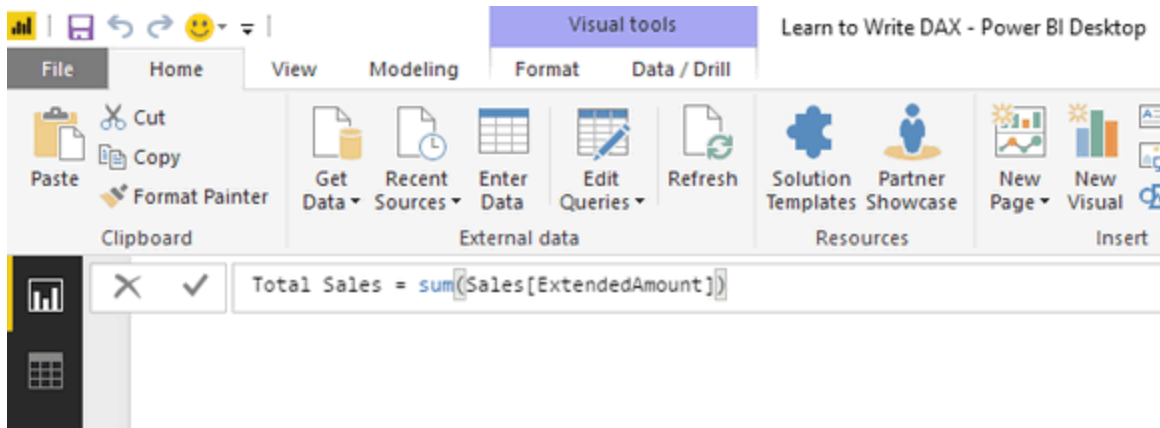 Visual tools
Learn to Write DAX - Power BI Desktop
File Home View Modeling Format Data / Drill
Paste
Cut
Copy
Format Painter
Clipboard
Get Data
Recent Sources
Enter Data
Edit Queries
Refresh
External data
Solution Templates
Partner Showcase
Resources
New Page
New Visual
Insert
Total Sales = sum(Sales[ExtendedAmount])